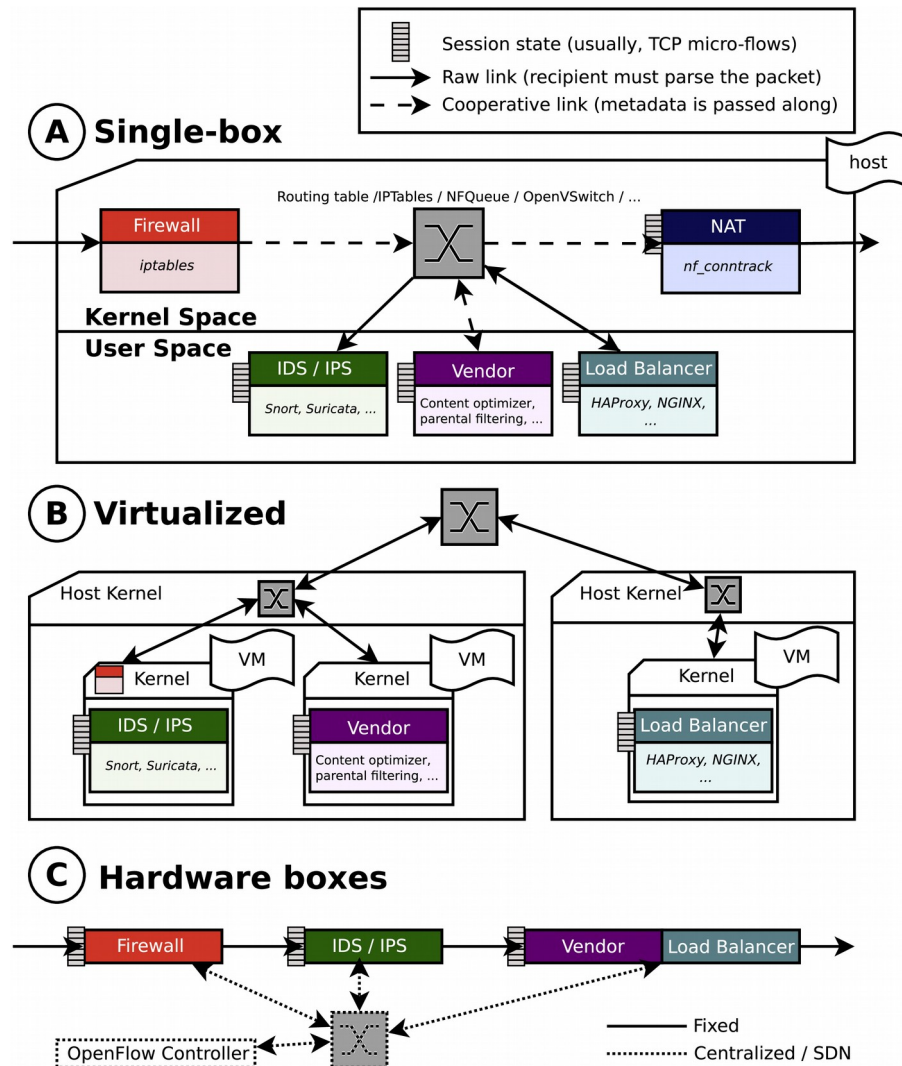 Session state (usually, TCP micro-flows)
Raw link (recipient must parse the packet)
Cooperative link (metadata is passed along)
A Single-box
host
Routing table /IPTables / NFQueue / OpenVSwitch / ...
Firewall
iptables
NAT
nf_conntrack
Kernel Space
User Space
IDS / IPS
Snort, Suricata, ...
Vendor
Content optimizer,
parental filtering, ...
Load Balancer
HAProxy, NGINX,
...
B Virtualized
Host Kernel
VM
Kernel
IDS / IPS
Snort, Suricata, ...
VM
Kernel
Vendor
Content optimizer,
parental filtering, ...
Host Kernel
VM
Kernel
Load Balancer
HAProxy, NGINX,
...
C Hardware boxes
Firewall
IDS / IPS
Vendor
Load Balancer
OpenFlow Controller
Fixed
Centralized / SDN